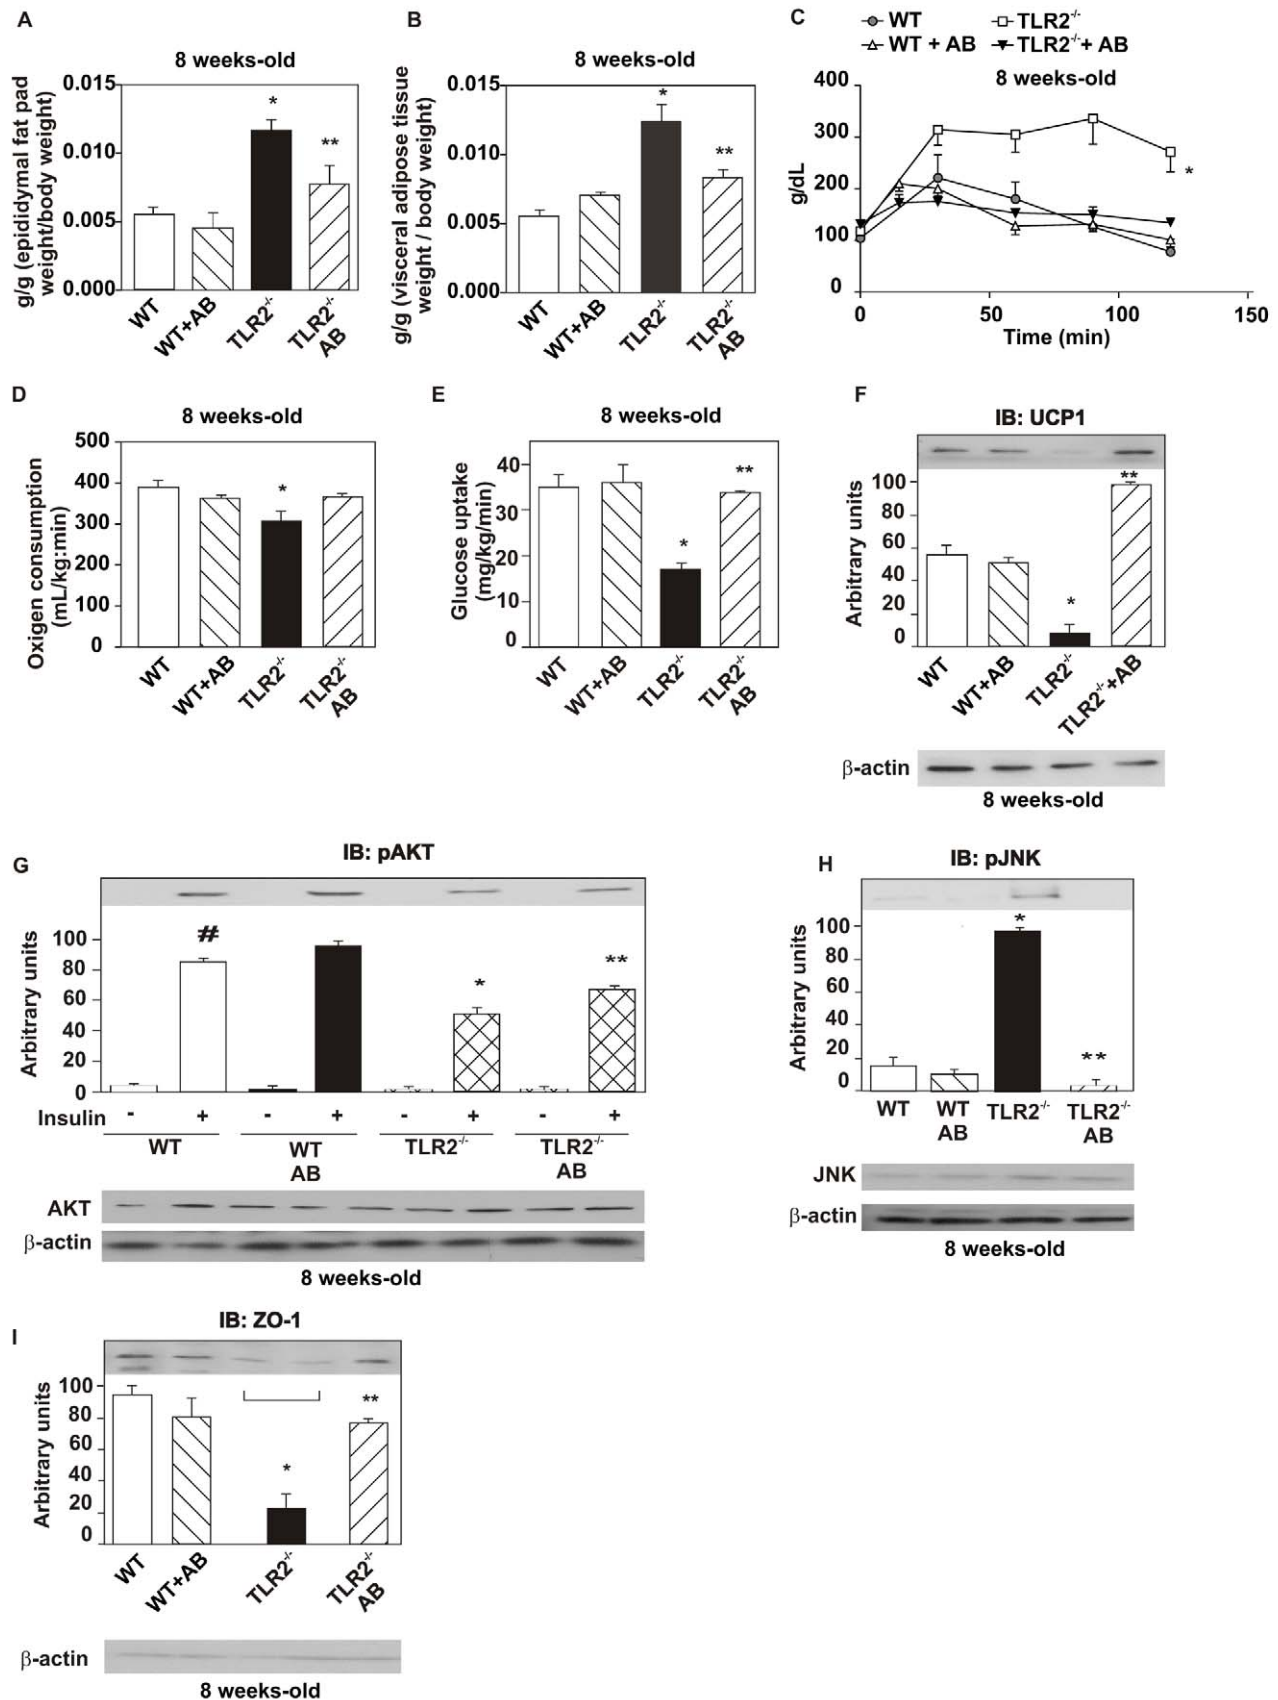 A
8 weeks-old
g/g (epididymal fat pad
weight/body weight)
0.015
0.010
0.005
0.000
*
**
WT
WT+AB
TLR2-/-
TLR2-/-
AB
B
8 weeks-old
g/g (visceral adipose tissue
weight / body weight)
0.015
0.010
0.005
0.000
*
**
WT
WT+AB
TLR2-/-
TLR2-/-
AB
C
WT
TLR2-/-
WT + AB
TLR2-/-+ AB
8 weeks-old
g/dL
400
300
200
100
0
*
0
50
100
150
Time (min)
D
8 weeks-old
Oxigen consumption
(mL/kg:min)
500
400
300
200
100
0
*
WT
WT+AB
TLR2-/-
TLR2-/-
AB
E
8 weeks-old
Glucose uptake
(mg/kg/min)
40
30
20
10
0
*
**
WT
WT+AB
TLR2-/-
TLR2-/-
AB
F
IB: UCP1
Arbitrary units
100
80
60
40
20
0
*
**
WT
WT+AB
TLR2-/-
TLR2-/-+AB
β-actin
8 weeks-old
G
IB: pAKT
Arbitrary units
100
80
60
40
20
0
#
*
**
Insulin - + - + - + - +
WT
WT
AB
TLR2-/-
TLR2-/-
AB
AKT
β-actin
8 weeks-old
H
IB: pJNK
Arbitrary units
100
80
60
40
20
0
*
**
WT
WT
AB
TLR2-/-
TLR2-/-
AB
JNK
β-actin
8 weeks-old
I
IB: ZO-1
Arbitrary units
100
80
60
40
20
0
*
**
WT
WT+AB
TLR2-/-
TLR2-/-
AB
β-actin
8 weeks-old